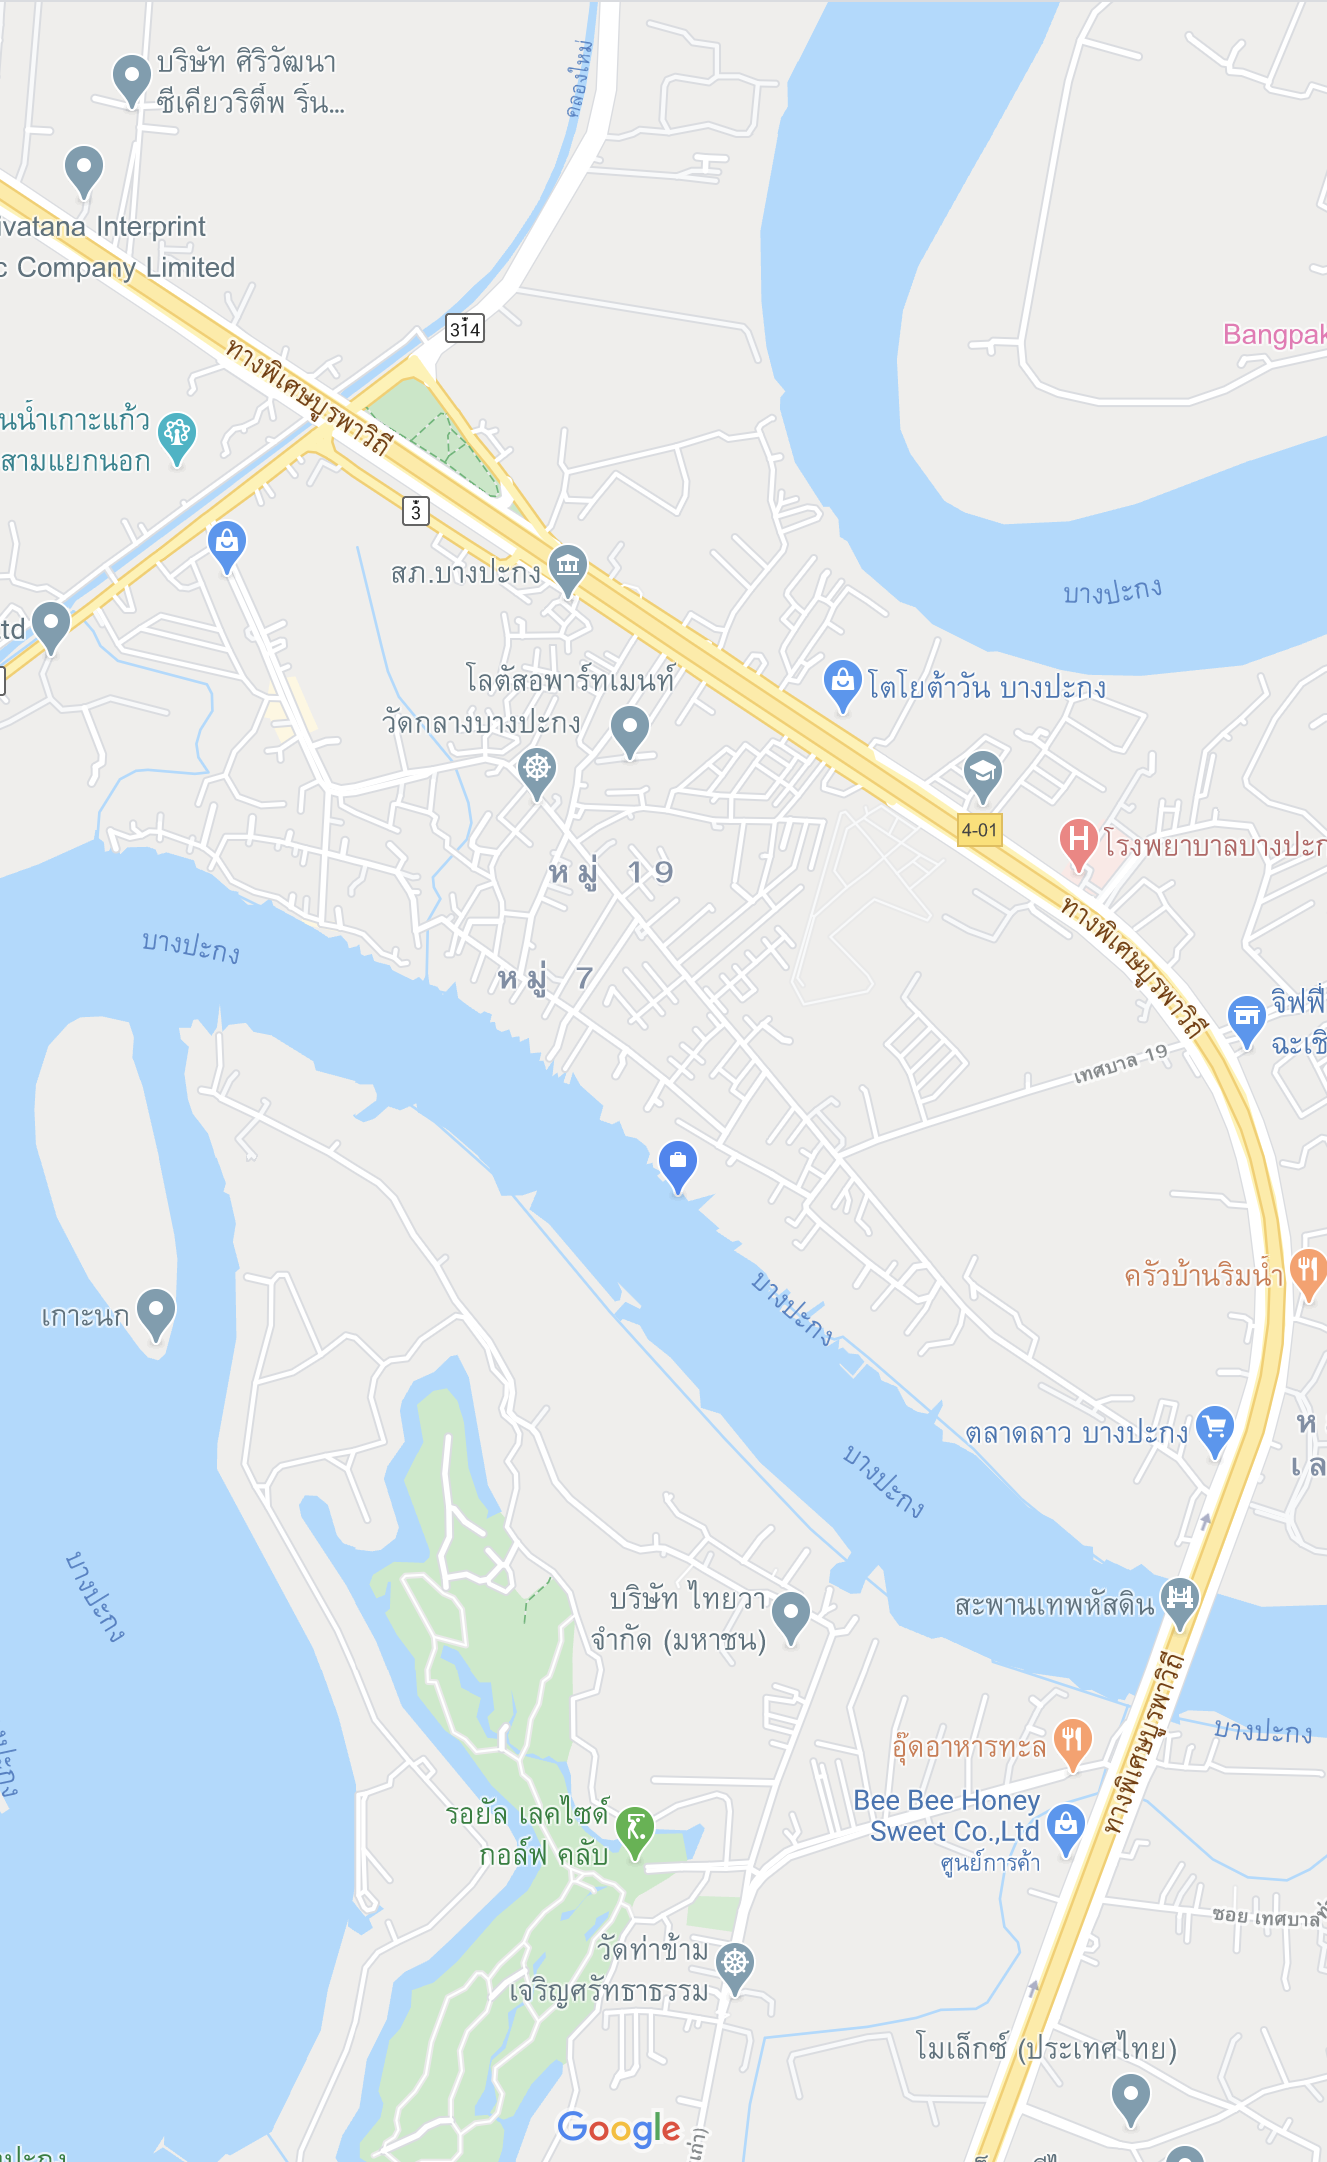 คลองใหม่
บริษัท ศิริวัฒนา
ซีเคียวริตี้พ ริ้น...
ivatana Interprint
c Company Limited
314
Bangpak
ทางพิเศษบูรพาวิถี
นน้ำเกาะแก้ว
สามแยกนอก
3
สภ.บางปะกง
บางปะกง
td
โลตัสอพาร์ทเมนท์
โตโยต้าวัน บางปะกง
วัดกลางบางปะกง
4-01
โรงพยาบาลบางปะก
หมู่ 19
ทางพิเศษบูรพาวิถี
บางปะกง
หมู่ 7
จิฟฟี่
ฉะเชิ
เทศบาล 19
ครัวบ้านริมน้ำ
เกาะนก
บางปะกง
ตลาดลาว บางปะกง
ห
เล
บางปะกง
บางปะกง
บริษัท ไทยวา
จำกัด (มหาชน)
สะพานเทพหัสดิน
ทางพิเศษบูรพาวิถี
บางปะกง
อุ๊ดอาหารทะล
ปะกง
Bee Bee Honey
Sweet Co.,Ltd
ศูนย์การค้า
รอยัล เลคไซด์
กอล์ฟ คลับ
ซอย เทศบาล
วัดท่าข้าม
เจริญศรัทธาธรรม
โมเล็กซ์ (ประเทศไทย)
Google
เก่า)
ปะกง